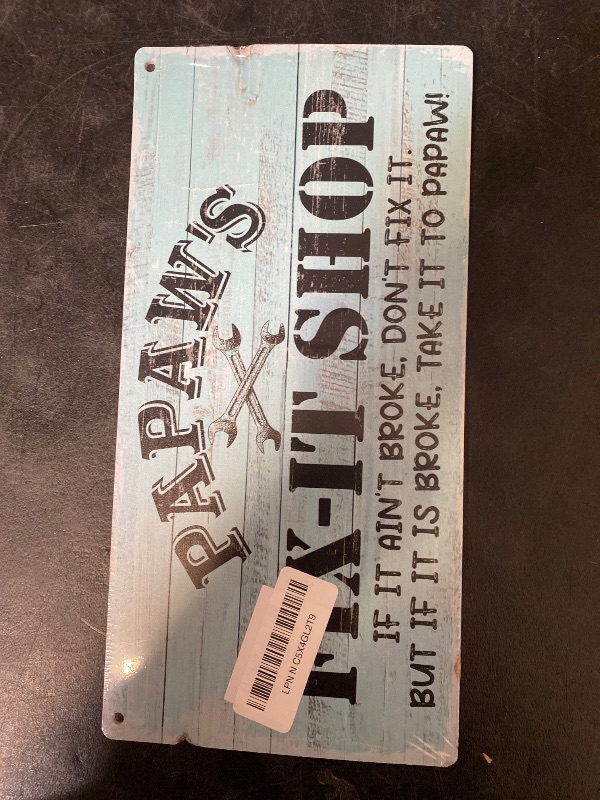 PAPAW'S
FIX-IT SHOP
IF IT AIN'T BROKE, DON'T FIX IT.
BUT IF IT IS BROKE, TAKE IT TO PAPAW!
LPN N C5X4GL2T9